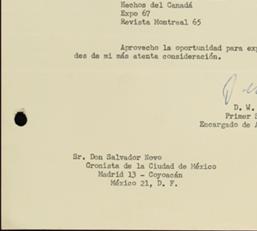 Hechos del Canadá
Expo 67
Revista Montreal 65
Aprovecho la oportunidad para exp
des de mi más atenta consideración.
D. W.
Primer S
Encargado de A
Sr. Don Salvador Novo
Cronista de la Ciudad de México
Madrid 13 - Coyoacán
México 21, D. F.